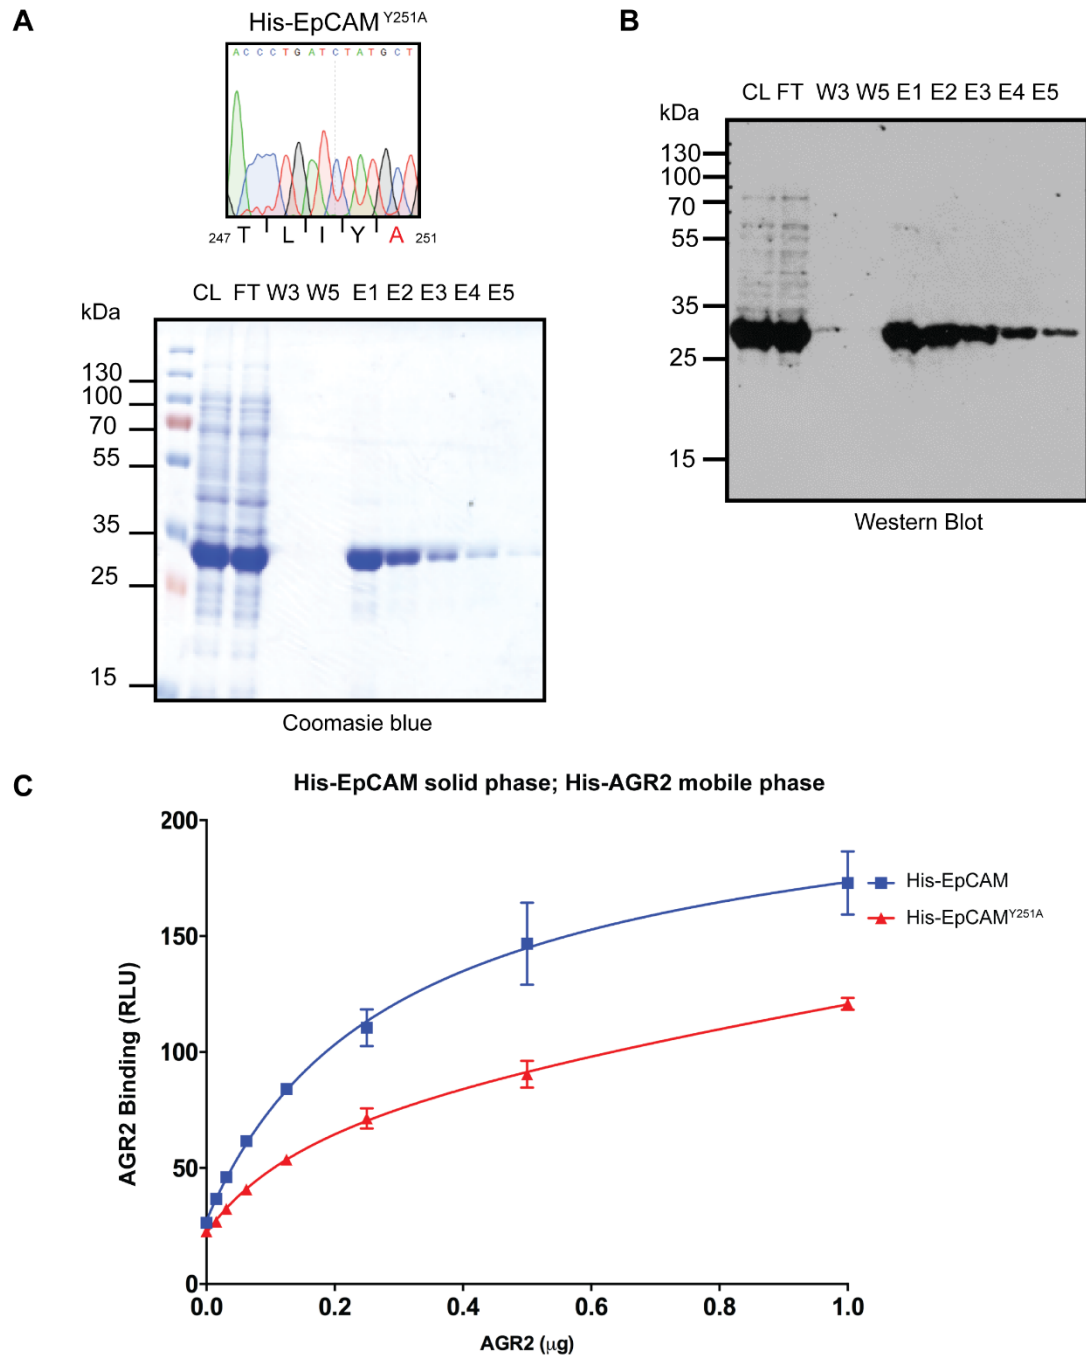 A
His-EpCAM Y251A
ACCCTGATCTATGCT
247 T L I Y A 251
CL FT W3 W5 E1 E2 E3 E4 E5
kDa
130
100
70
55
35
25
15
Coomasie blue
B
CL FT W3 W5 E1 E2 E3 E4 E5
kDa
130
100
70
55
35
25
15
Western Blot
C
His-EpCAM solid phase; His-AGR2 mobile phase
200
150
100
50
0
AGR2 Binding (RLU)
0.0 0.2 0.4 0.6 0.8 1.0
AGR2 (µg)
His-EpCAM
His-EpCAM Y251A